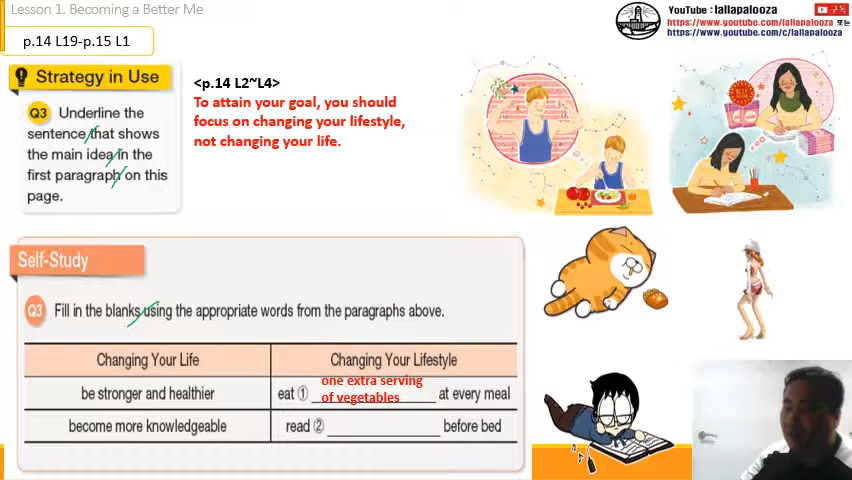 Lesson 1. Becoming a Better Me
YouTube : lallapalooza
구독
https://www.youtube.com/lallapalooza 또는
https://www.youtube.com/c/lallapalooza
p.14 L19-p.15 L1
Strategy in Use
Q3 Underline the
sentence that shows
the main idea in the
first paragraph on this
page.
<p.14 L2~L4>
To attain your goal, you should
focus on changing your lifestyle,
not changing your life.
Self-Study
Q3 Fill in the blanks using the appropriate words from the paragraphs above.
Changing Your Life
Changing Your Lifestyle
be stronger and healthier
eat ① one extra serving
of vegetables at every meal
become more knowledgeable
read ② before bed